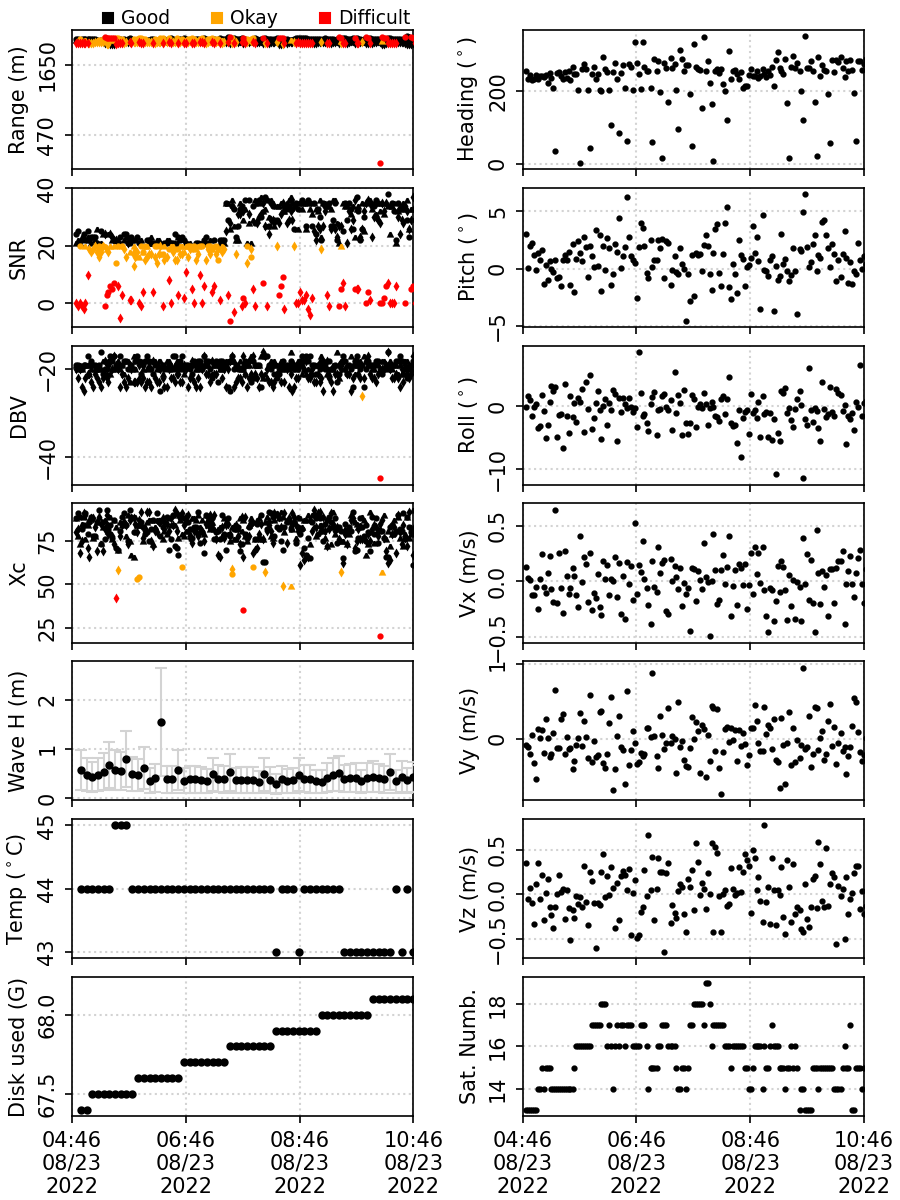 Good Okay Difficult
Range (m)
1650
470
Heading (°)
200
0
SNR
40
20
0
Pitch (°)
5
0
−5
DBV
−20
−40
Roll (°)
0
−10
Xc
75
50
25
Vx (m/s)
0.5
0.0
−0.5
Wave H (m)
2
1
0
Vy (m/s)
1
0
Temp (°C)
45
44
43
Vz (m/s)
0.5
0.0
−0.5
Disk used (G)
68.0
67.5
Sat. Numb.
18
16
14
04:46 06:46 08:46 10:46 04:46 06:46 08:46 10:46
08/23 08/23 08/23 08/23 08/23 08/23 08/23 08/23
2022 2022 2022 2022 2022 2022 2022 2022